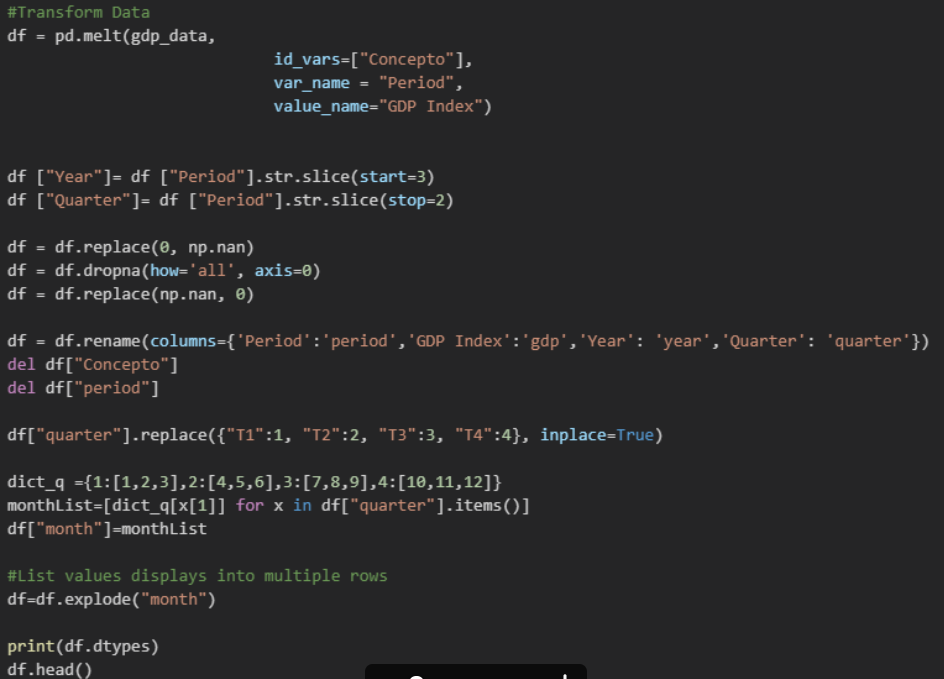 #Transform Data
df = pd.melt(gdp_data,
id_vars=["Concepto"],
var_name = "Period",
value_name="GDP Index")
df ["Year"]= df ["Period"].str.slice(start=3)
df ["Quarter"]= df ["Period"].str.slice(stop=2)
df = df.replace(0, np.nan)
df = df.dropna(how='all', axis=0)
df = df.replace(np.nan, 0)
df = df.rename(columns={'Period':'period','GDP Index':'gdp','Year': 'year','Quarter': 'quarter'})
del df["Concepto"]
del df["period"]
df["quarter"].replace({"T1":1, "T2":2, "T3":3, "T4":4}, inplace=True)
dict_q ={1:[1,2,3],2:[4,5,6],3:[7,8,9],4:[10,11,12]}
monthList=[dict_q[x[1]] for x in df["quarter"].items()]
df["month"]=monthList
#List values displays into multiple rows
df=df.explode("month")
print(df.dtypes)
df.head()